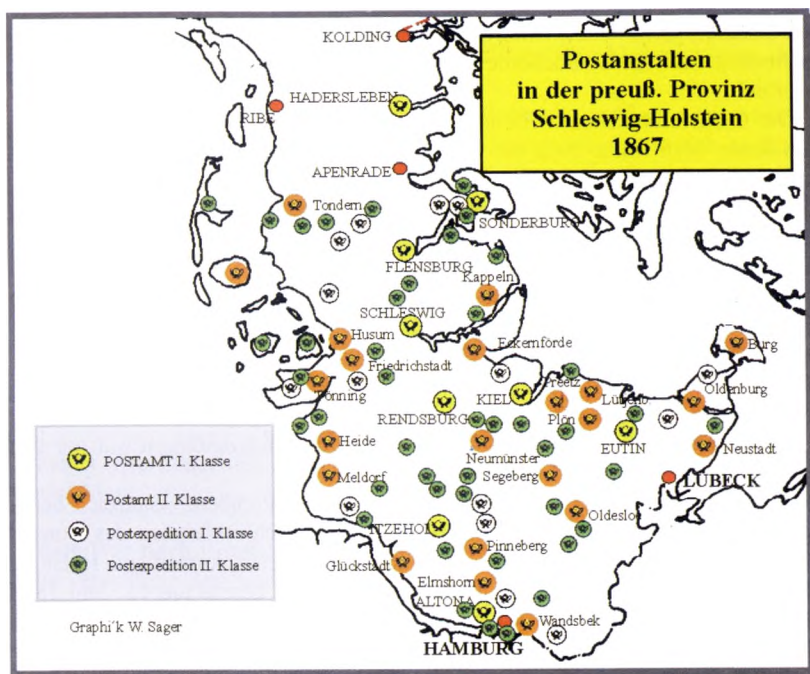 KOLDING
Postanstalten
in der preuß. Provinz
Schleswig-Holstein
1867
HADERSLEBEN
RIBE
APENRADE
Tondern
SONDERBURG
FLENSBURG
Kappeln
SCHLESWIG
Husum
Eckernförde
Burg
Friedrichstadt
Tönning
Preetz
KIEL
Lütjenb
Oldenburg
RENDSBURG
Plön
EUTIN
Heide
Neumünster
Neustadt
Meldorf
Segeberg
LÜBECK
POSTAMT I. Klasse
Postamt II. Klasse
Postexpedition I. Klasse
Postexpedition II. Klasse
ITZEHOE
Oldesloe
Pinneberg
Glückstadt
Elmshorn
ALTONA
Wandsbek
HAMBURG
Graphi´k W. Sager